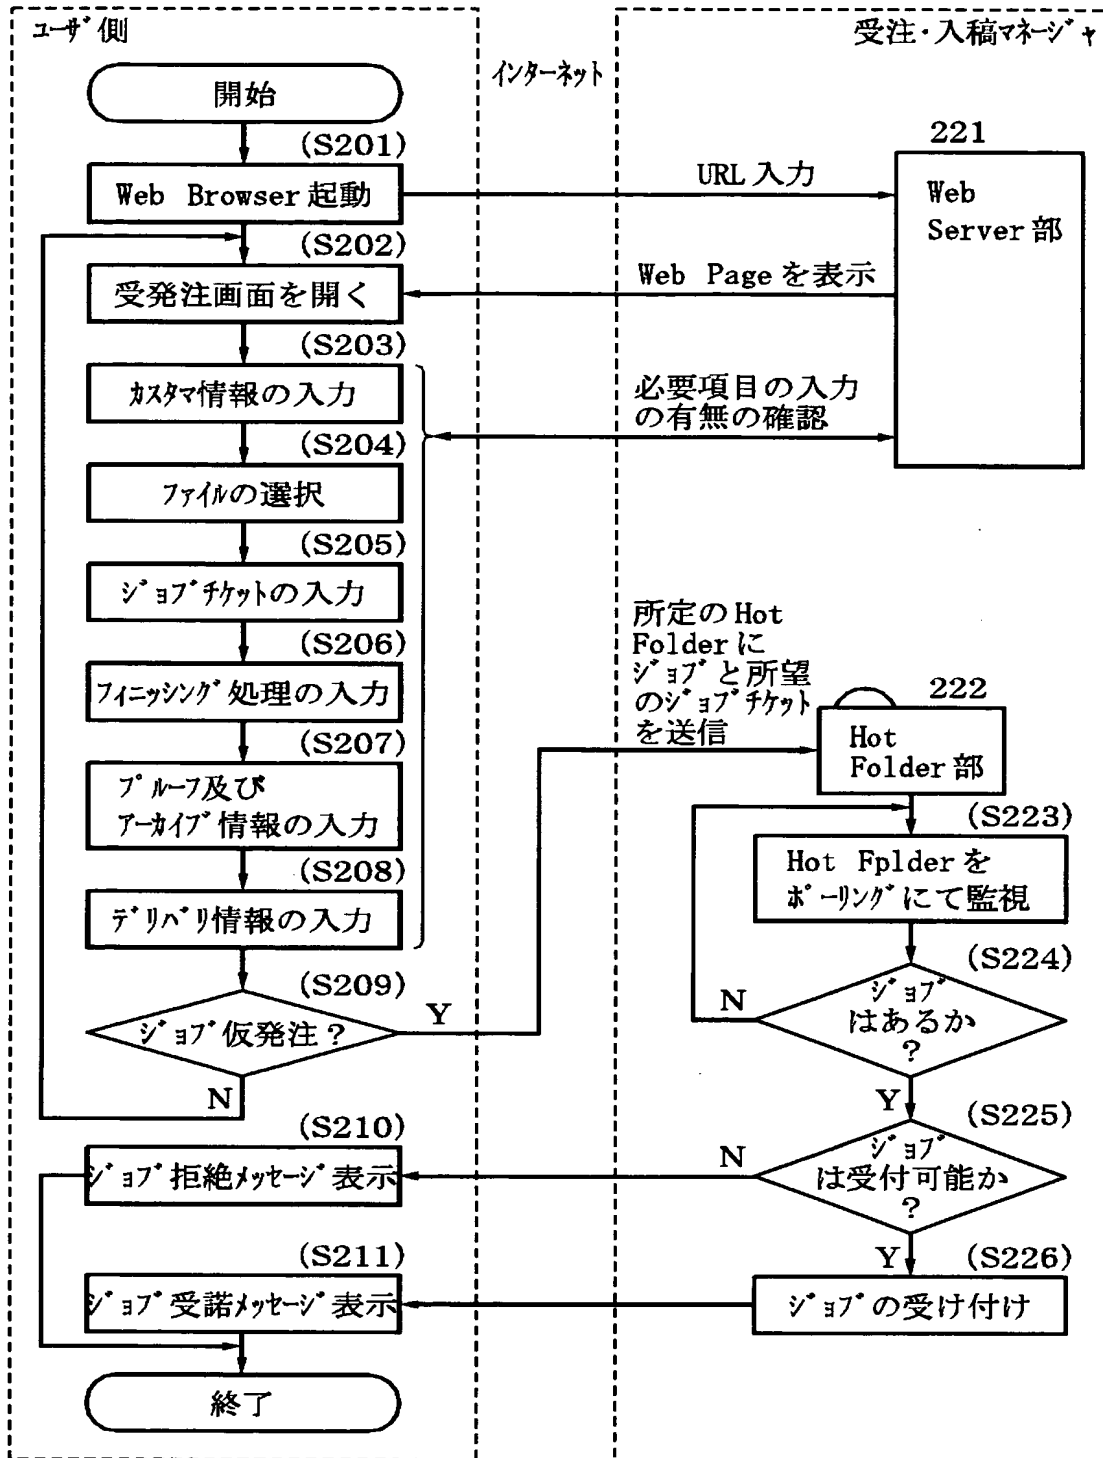 ユーザ側
インターネット
受注・入稿マネージャ
開始
(S201)
Web Browser起動
URL入力
221
Web
Server部
(S202)
受発注画面を開く
Web Pageを表示
(S203)
カスタマ情報の入力
必要項目の入力
の有無の確認
(S204)
ファイルの選択
(S205)
ジョブチケットの入力
(S206)
フィニッシング処理の入力
(S207)
プルーフ及び
アーカイブ情報の入力
(S208)
デリバリ情報の入力
(S209)
ジョブ仮発注？
Y
N
所定のHot
Folderに
ジョブと所望
のジョブチケット
を送信
222
Hot
Folder部
(S223)
Hot Fplderを
ポーリングにて監視
(S224)
ジョブ
はあるか
？
N
Y
(S225)
ジョブ
は受付可能か
？
N
Y
(S210)
ジョブ拒絶メッセージ表示
(S226)
ジョブの受け付け
(S211)
ジョブ受諾メッセージ表示
終了